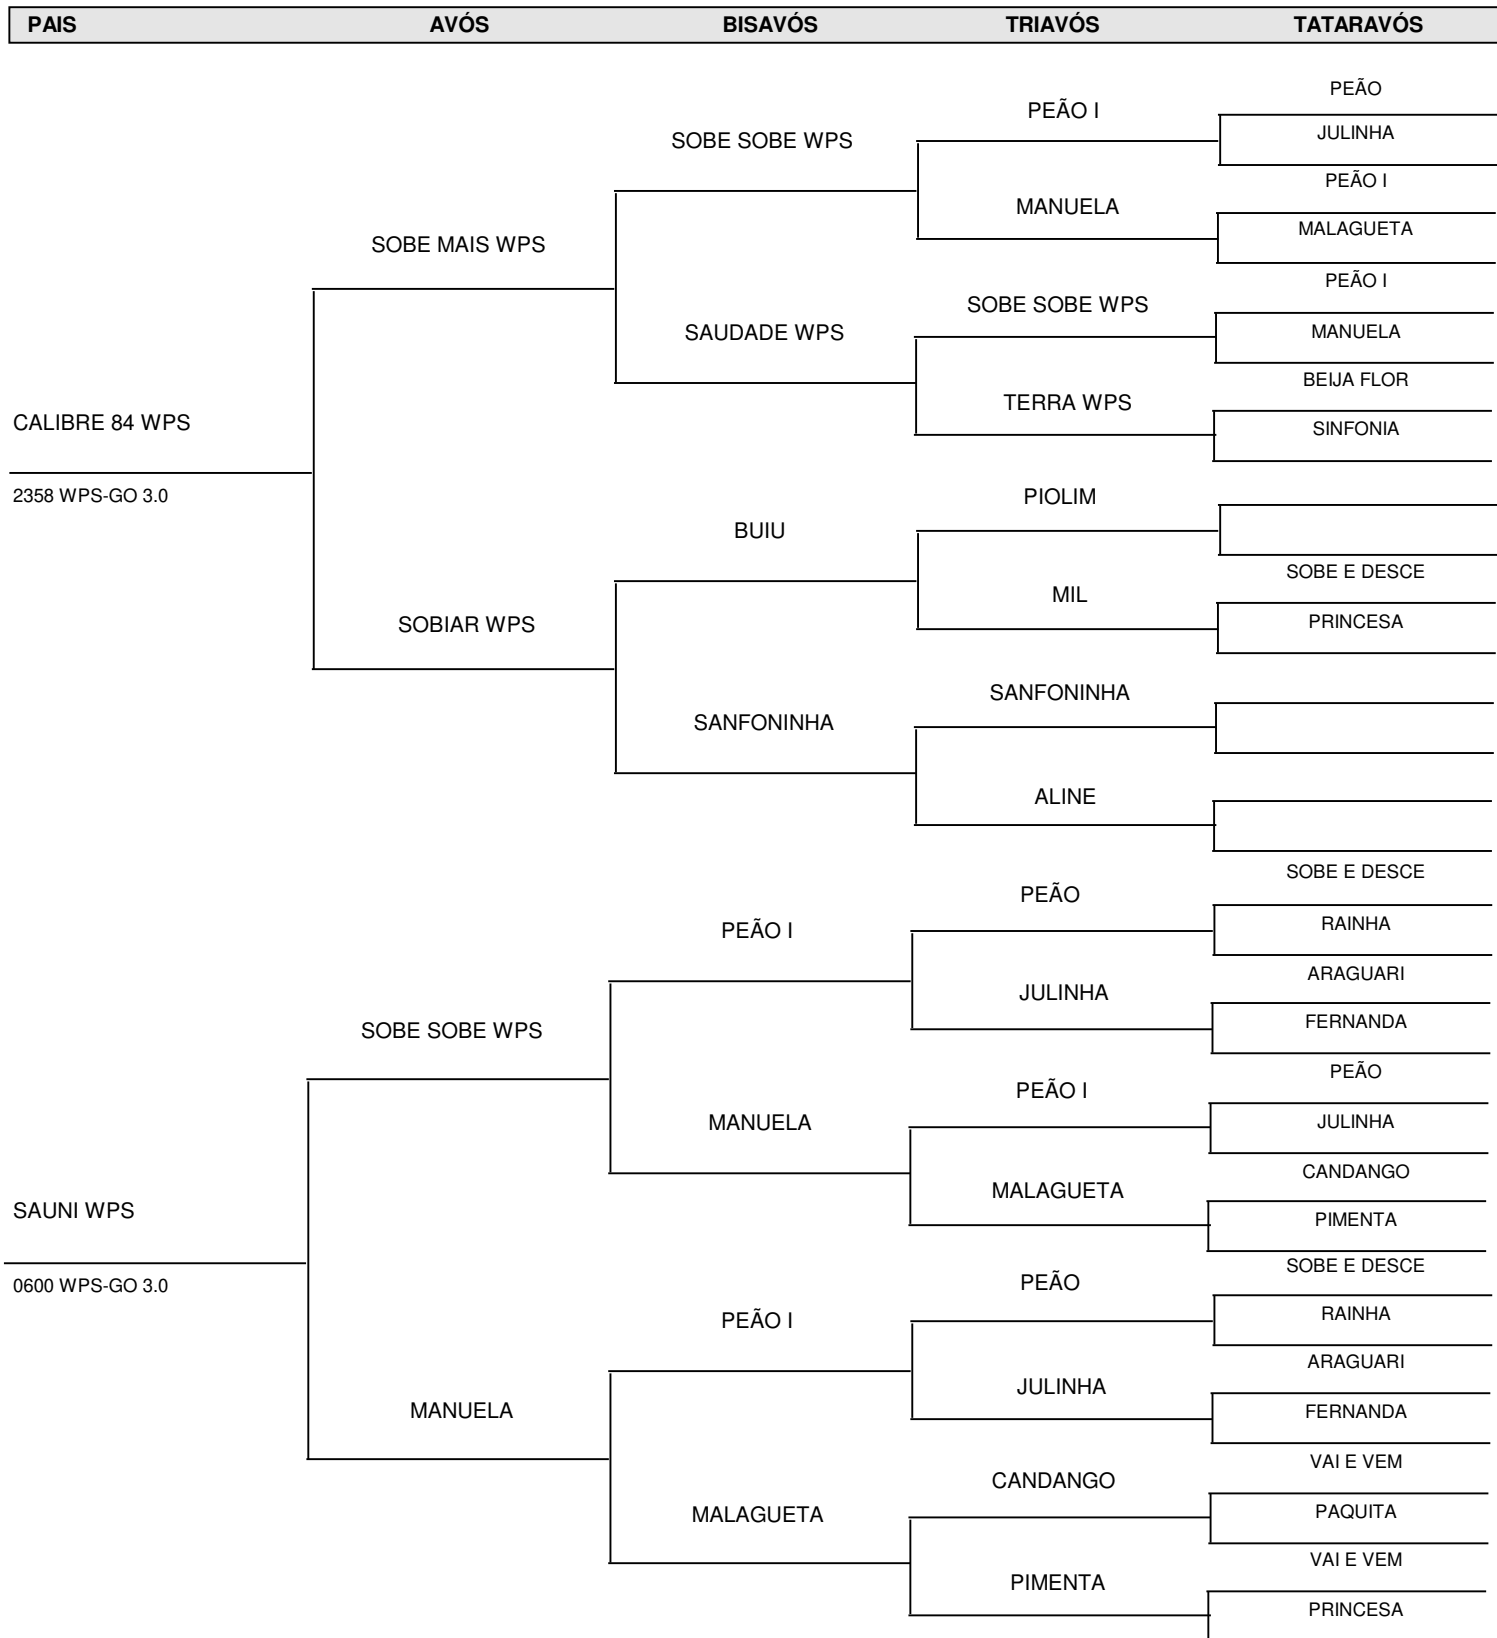 PAIS AVÓS BISAVÓS TRIAVÓS TATARAVÓS
PEÃO
PEÃO I
JULINHA
SOBE SOBE WPS
PEÃO I
MANUELA
MALAGUETA
SOBE MAIS WPS
PEÃO I
SOBE SOBE WPS
SAUDADE WPS
MANUELA
BEIJA FLOR
TERRA WPS
CALIBRE 84 WPS
SINFONIA
2358 WPS-GO 3.0
PIOLIM
BUIU
SOBE E DESCE
MIL
SOBIAR WPS
PRINCESA
SANFONINHA
SANFONINHA
ALINE
SOBE E DESCE
PEÃO
PEÃO I
RAINHA
ARAGUARI
JULINHA
SOBE SOBE WPS
FERNANDA
PEÃO
PEÃO I
MANUELA
JULINHA
CANDANGO
MALAGUETA
SAUNI WPS
PIMENTA
SOBE E DESCE
0600 WPS-GO 3.0
PEÃO
PEÃO I
RAINHA
ARAGUARI
JULINHA
MANUELA
FERNANDA
VAI E VEM
CANDANGO
MALAGUETA
PAQUITA
VAI E VEM
PIMENTA
PRINCESA